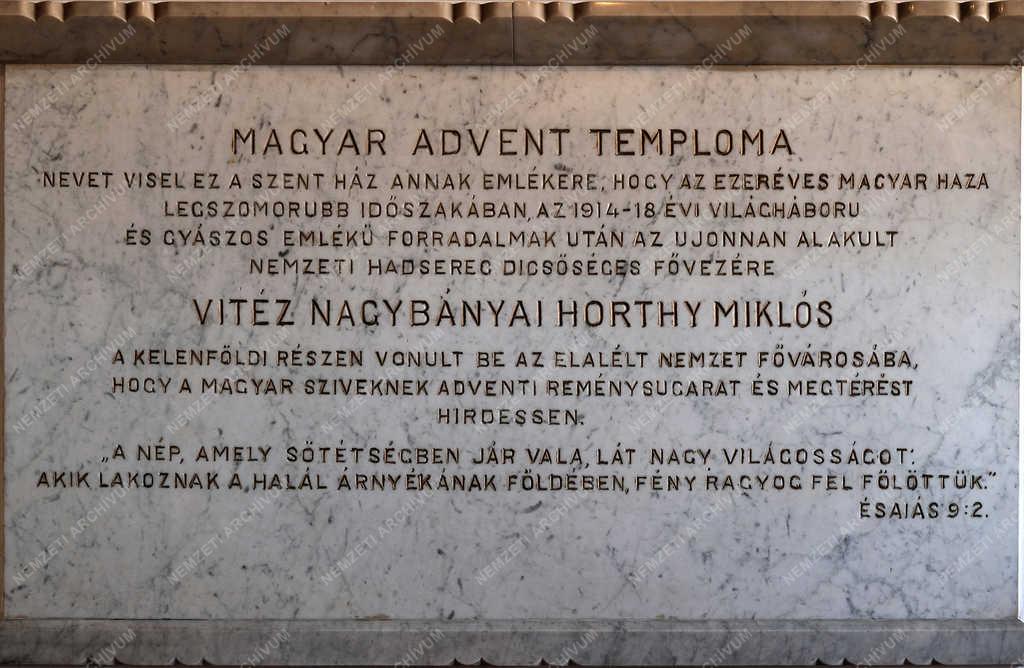 MAGYAR ADVENT TEMPLOMA
NEVET VISEL EZ A SZENT HÁZ ANNAK EMLÉKÉRE, HOGY AZ EZERÉVES MAGYAR HAZA
LEGSZOMORUBB IDŐSZAKÁBAN, AZ 1914-18 ÉVI VILÁGHÁBORU
ÉS GYÁSZOS EMLÉKÜ FORRADALMAK UTÁN AZ UJONNAN ALAKULT
NEMZETI HADSEREG DICSŐSÉGES FŐVEZÉRE
VITÉZ NAGYBÁNYAI HORTHY MIKLÓS
A KELENFÖLDI RÉSZEN VONULT BE AZ ELALÉLT NEMZET FŐVÁROSÁBA,
HOGY A MAGYAR SZIVEKNEK ADVENTI REMÉNYSUGARAT ÉS MEGTÉRÉST
HIRDESSEN.
„A NÉP, AMELY SÖTÉTSÉGBEN JÁR VALA, LÁT NAGY VILÁGOSSÁGOT:
AKIK LAKOZNAK A HALÁL ÁRNYÉKÁNAK FÖLDÉBEN, FÉNY RAGYOG FEL FÖLÖTTÜK."
ÉSAIÁS 9:2.
NEMZETI ARCHÍVUM